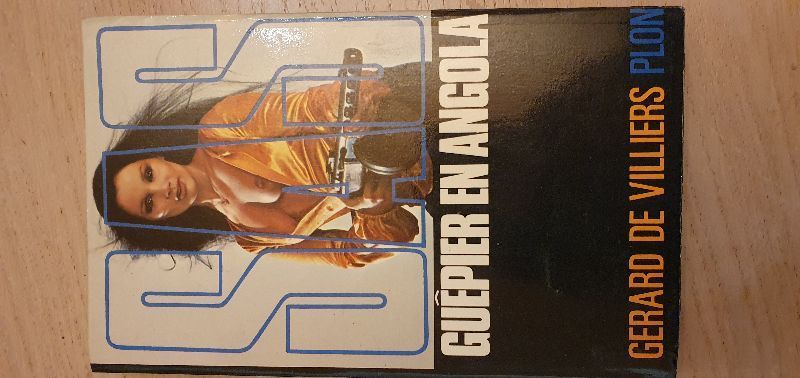 SAS
GUÊPIER EN ANGOLA
GERARD DE VILLIERS PLON